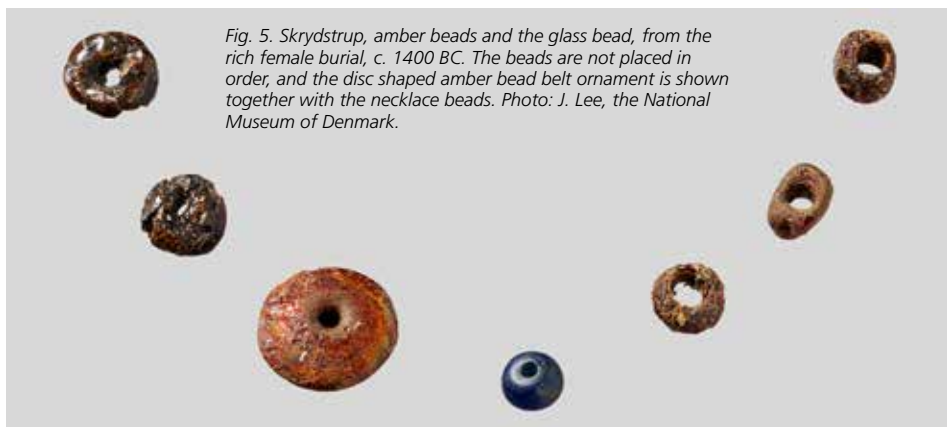 Fig. 5. Skrydstrup, amber beads and the glass bead, from the
rich female burial, c. 1400 BC. The beads are not placed in
order, and the disc shaped amber bead belt ornament is shown
together with the necklace beads. Photo: J. Lee, the National
Museum of Denmark.